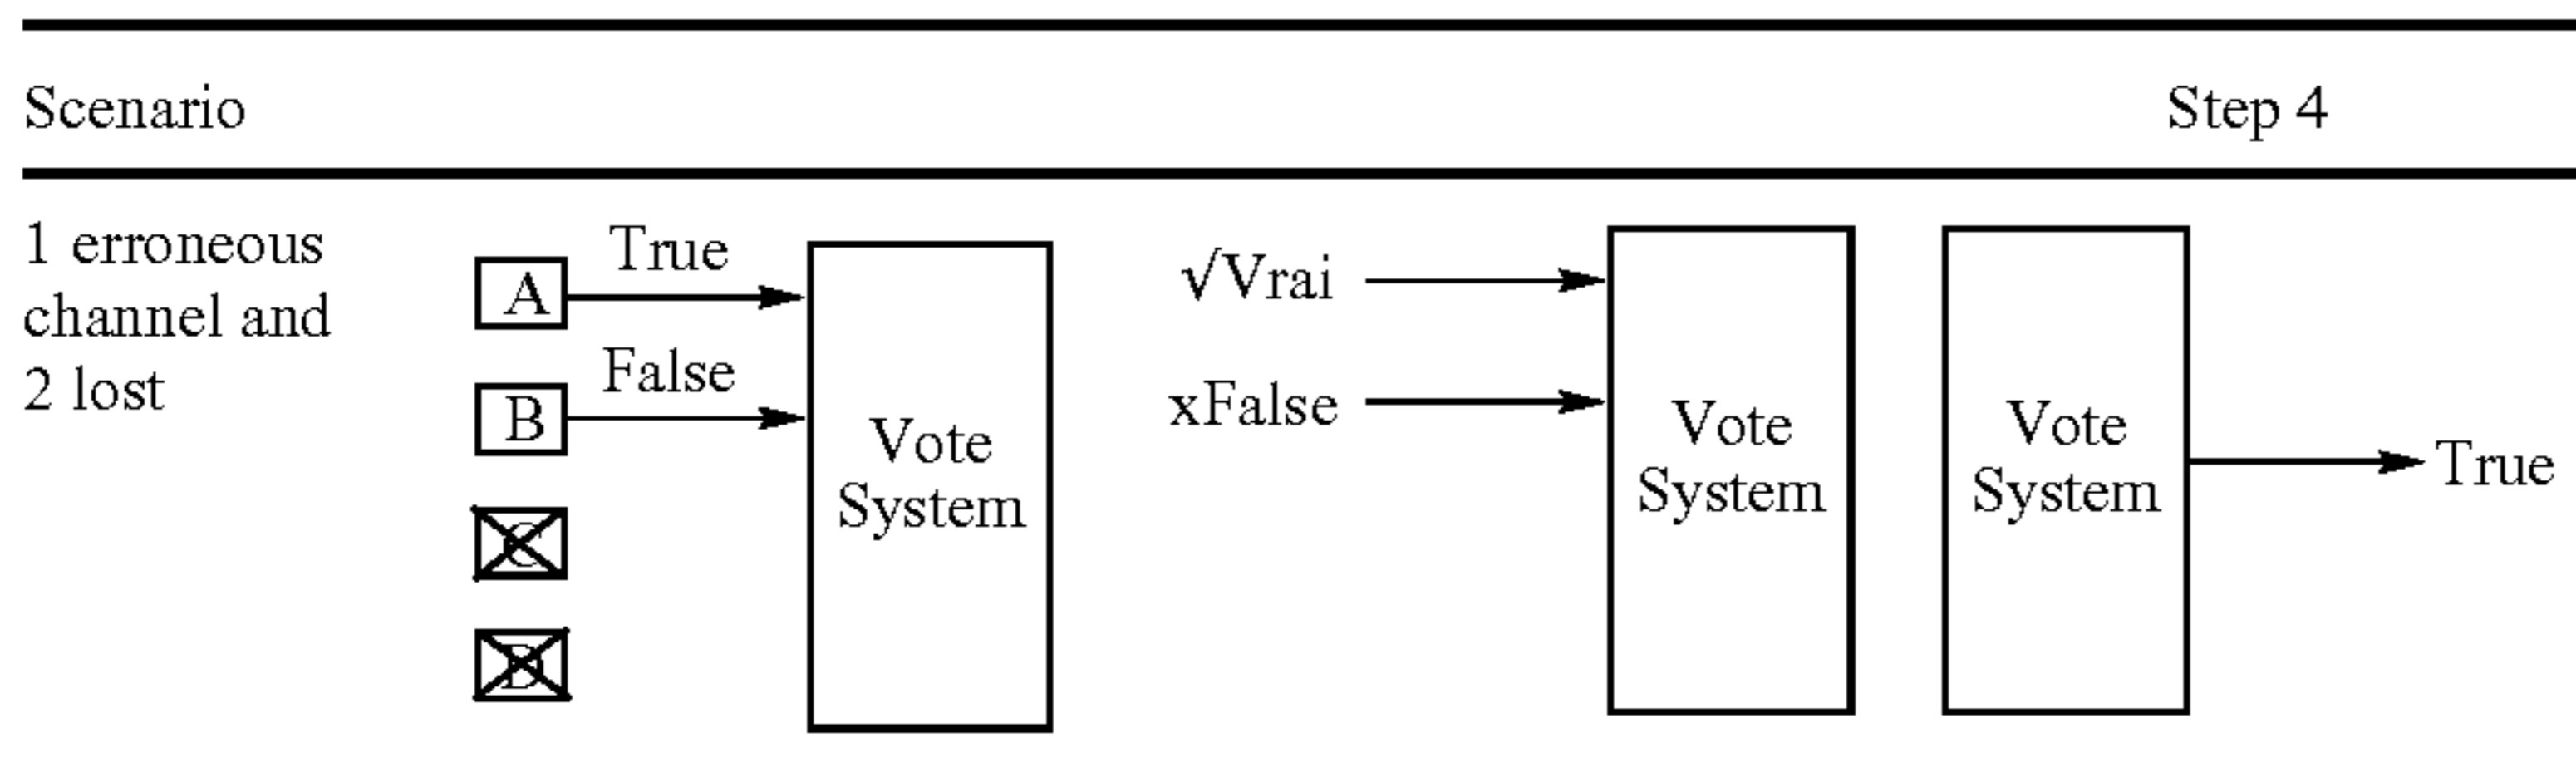 Scenario
Step 4
1 erroneous
channel and
2 lost
A
True
B
False
C
D
Vote
System
√Vrai
xFalse
Vote
System
Vote
System
True